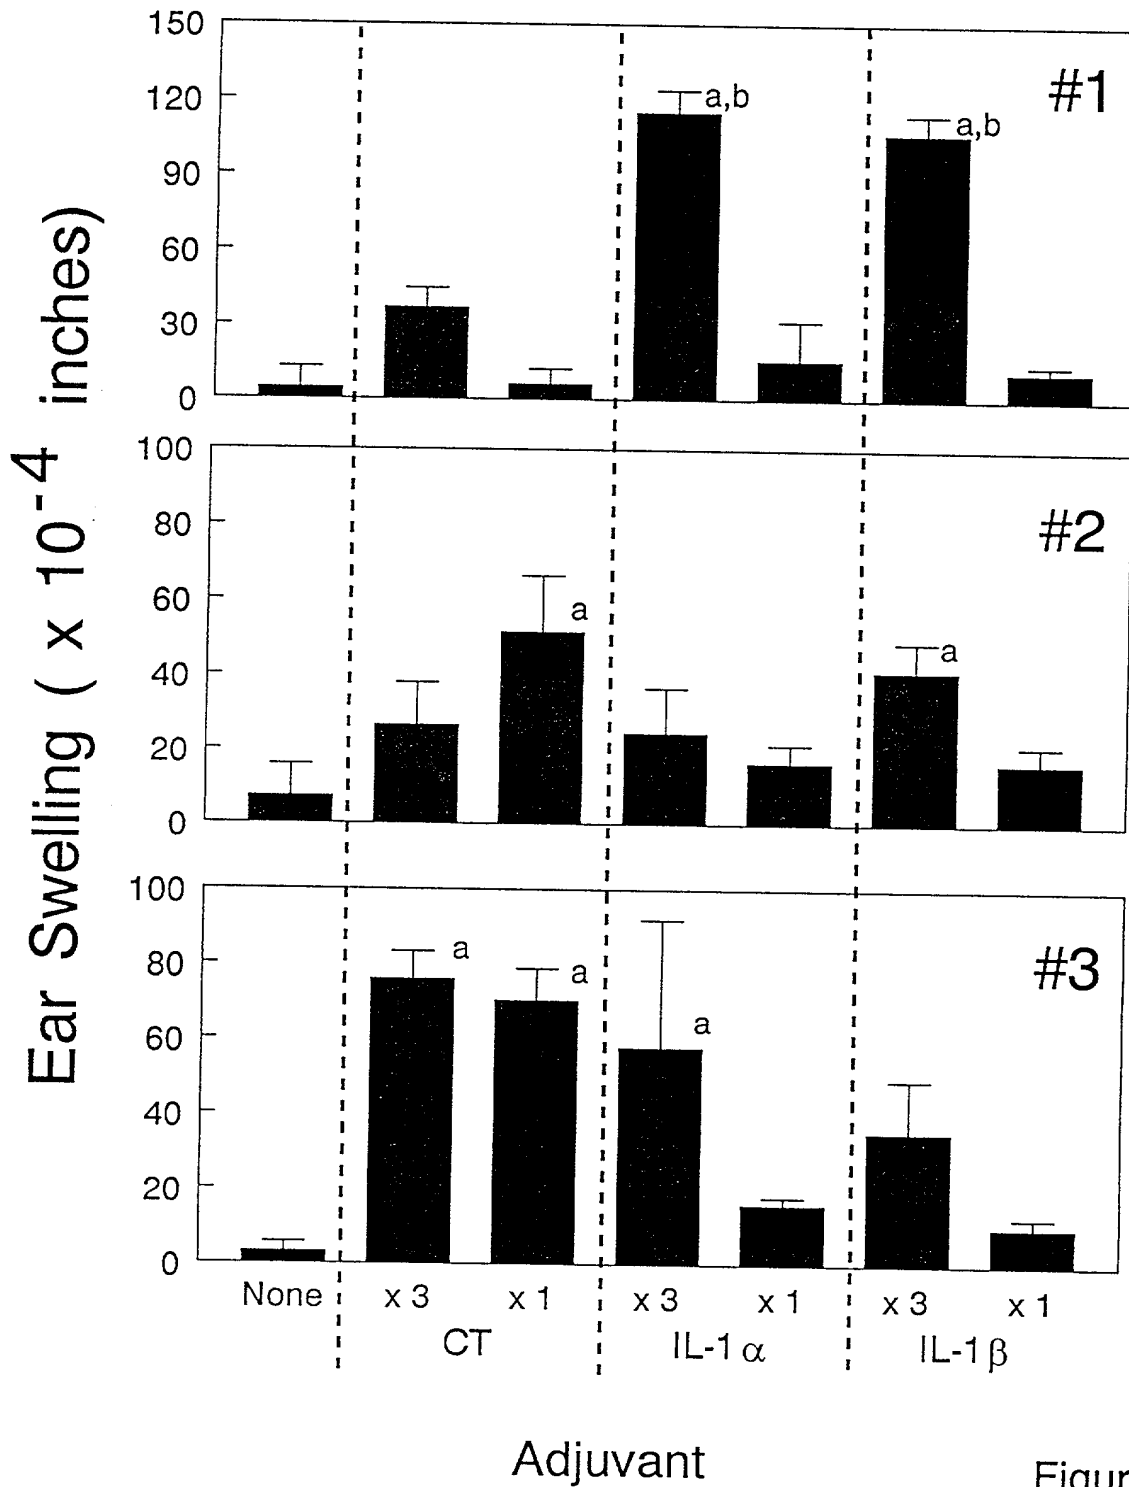 150
120
90
60
30
0
#1
a,b
a,b
100
80
60
40
20
0
#2
a
a
100
80
60
40
20
0
#3
a
a
a
Ear Swelling ( x 10⁻⁴ inches)
None x 3 x 1 x 3 x 1 x 3 x 1
CT IL-1 α IL-1 β
Adjuvant
Figur